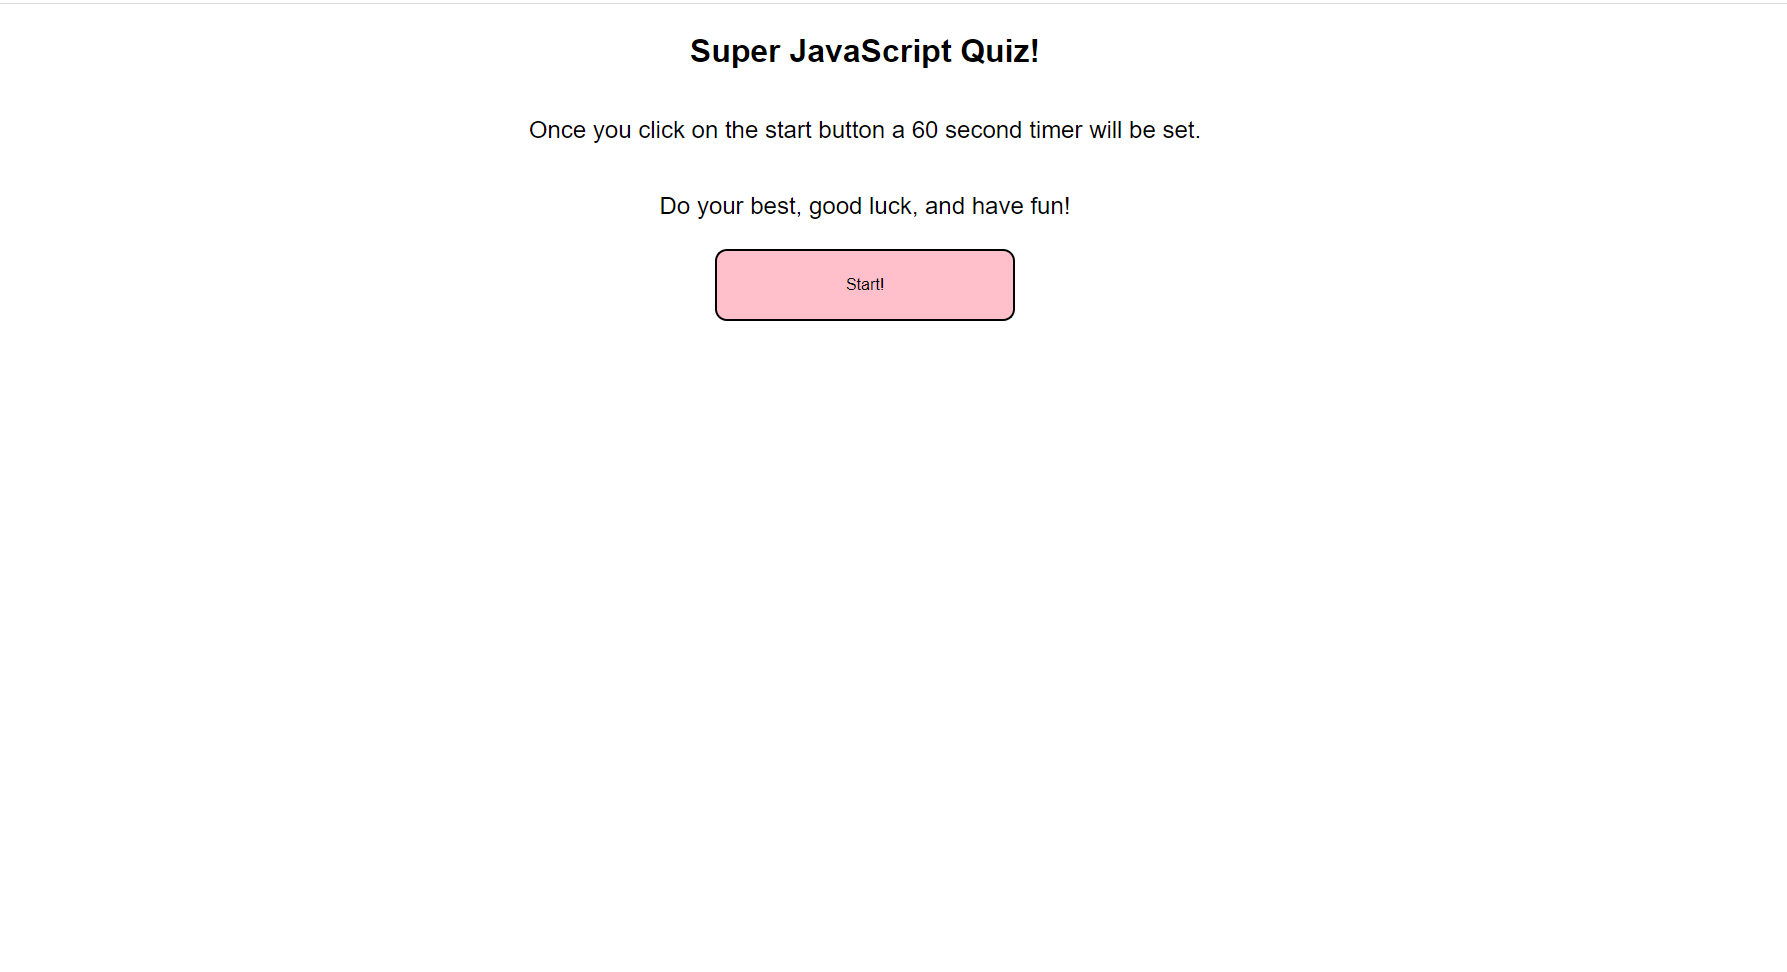 Super JavaScript Quiz!
Once you click on the start button a 60 second timer will be set.
Do your best, good luck, and have fun!
Start!